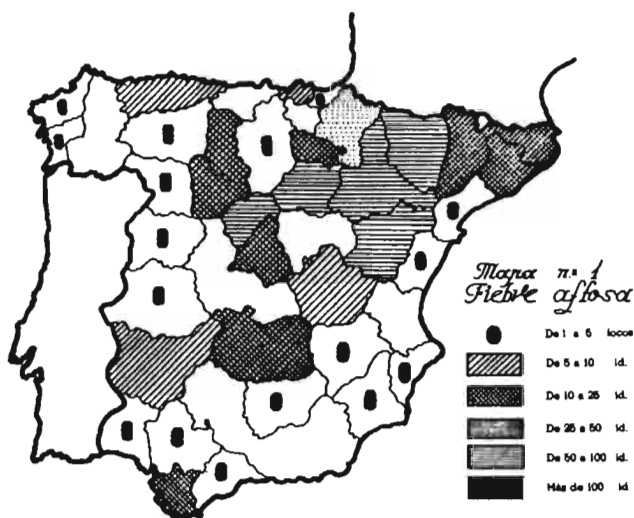 Mapa n.º 1
Fiebre aftosa
De 1 a 5 focos
De 5 a 10 id.
De 10 a 25 id.
De 25 a 50 id.
De 50 a 100 id.
Más de 100 id